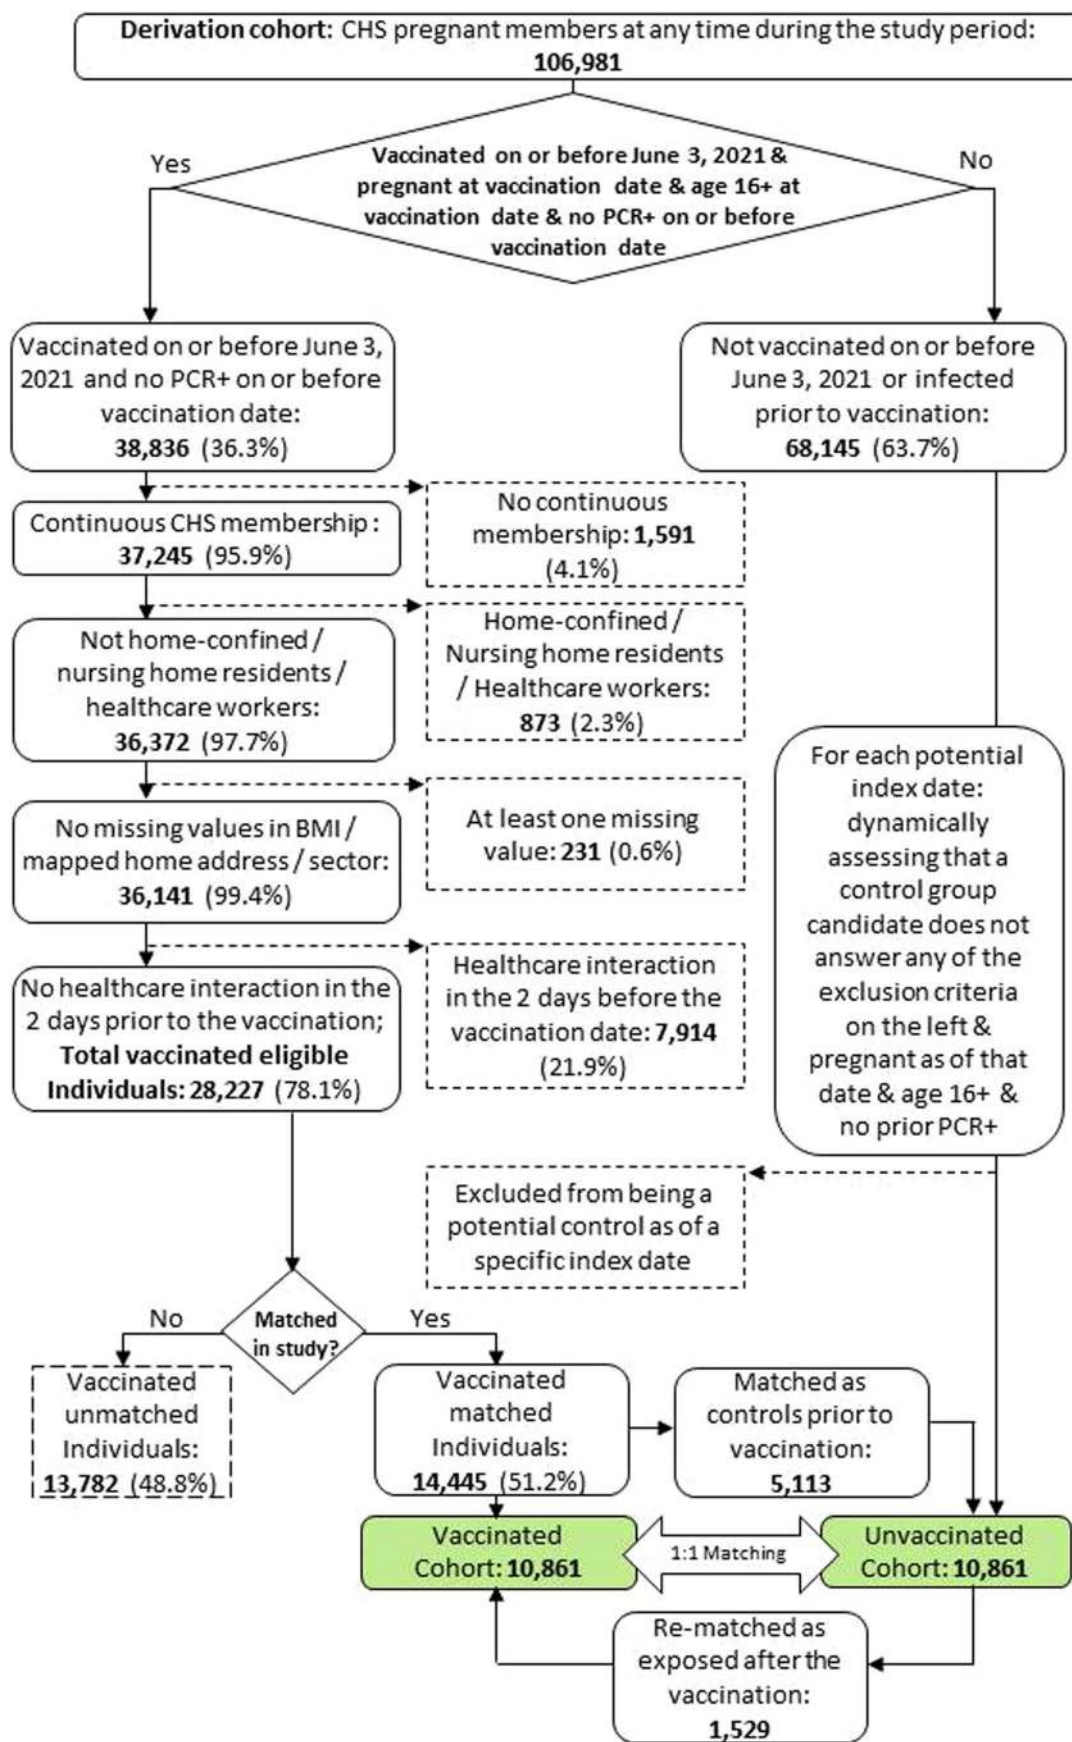 Derivation cohort: CHS pregnant members at any time during the study period:
106,981
Yes
No
Vaccinated on or before June 3, 2021 &
pregnant at vaccination date & age 16+ at
vaccination date & no PCR+ on or before
vaccination date
Vaccinated on or before June 3,
2021 and no PCR+ on or before
vaccination date:
38,836 (36.3%)
Not vaccinated on or before
June 3, 2021 or infected
prior to vaccination:
68,145 (63.7%)
Continuous CHS membership :
37,245 (95.9%)
No continuous
membership: 1,591
(4.1%)
Not home-confined /
nursing home residents /
healthcare workers:
36,372 (97.7%)
Home-confined /
Nursing home residents
/ Healthcare workers:
873 (2.3%)
No missing values in BMI /
mapped home address / sector:
36,141 (99.4%)
At least one missing
value: 231 (0.6%)
No healthcare interaction in the
2 days prior to the vaccination;
Total vaccinated eligible
Individuals: 28,227 (78.1%)
Healthcare interaction
in the 2 days before the
vaccination date: 7,914
(21.9%)
For each potential
index date:
dynamically
assessing that a
control group
candidate does not
answer any of the
exclusion criteria
on the left &
pregnant as of that
date & age 16+ &
no prior PCR+
Excluded from being a
potential control as of a
specific index date
No
Matched
in study?
Yes
Vaccinated
unmatched
Individuals:
13,782 (48.8%)
Vaccinated
matched
Individuals:
14,445 (51.2%)
Matched as
controls prior to
vaccination:
5,113
Vaccinated
Cohort: 10,861
1:1 Matching
Unvaccinated
Cohort: 10,861
Re-matched as
exposed after the
vaccination:
1,529